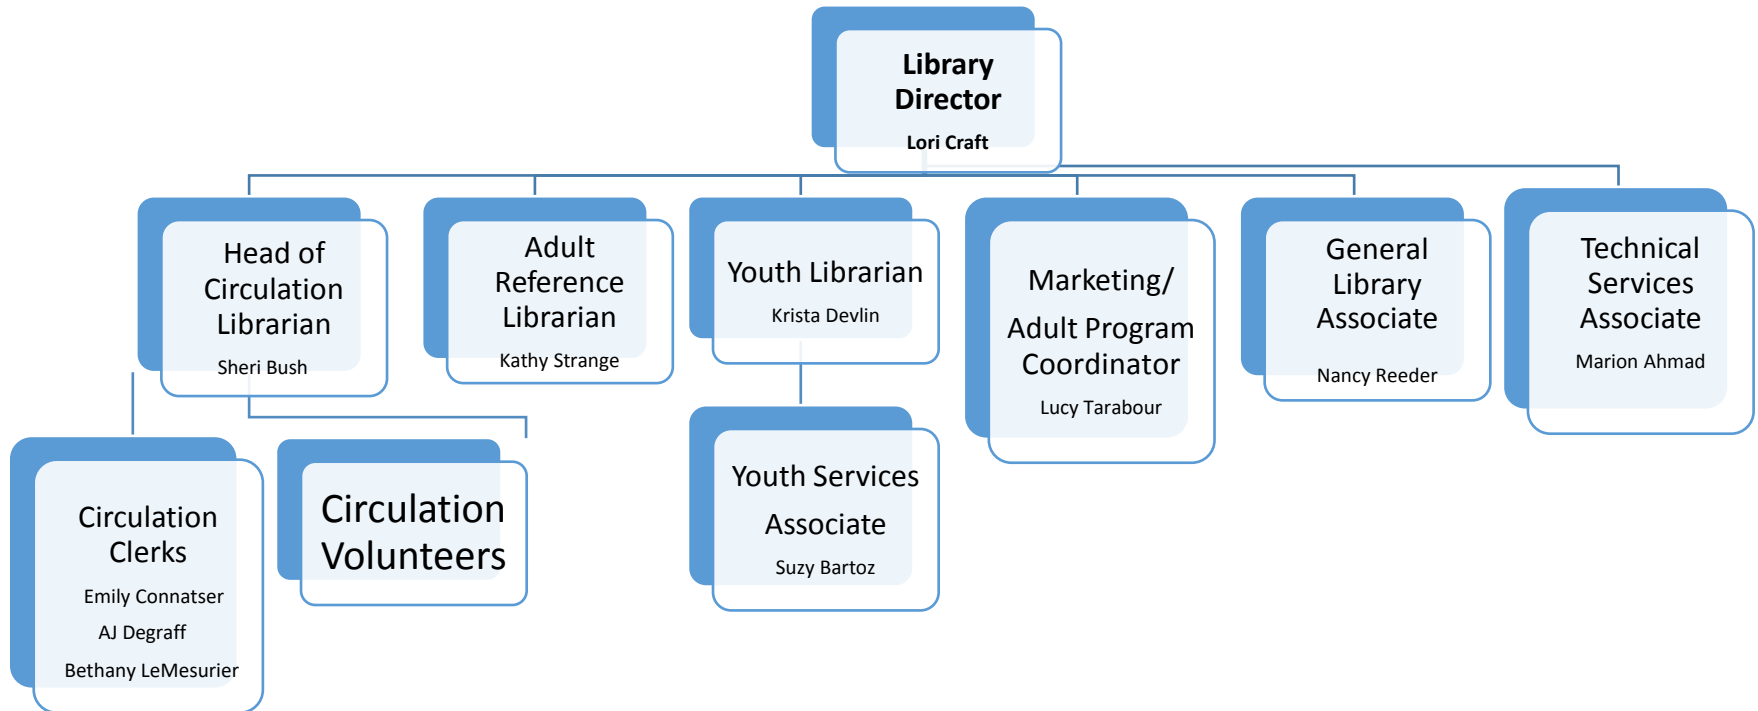 Library
Director
Lori Craft
Head of
Circulation
Librarian
Sheri Bush
Adult
Reference
Librarian
Kathy Strange
Youth Librarian
Krista Devlin
Marketing/
Adult Program
Coordinator
Lucy Tarabour
General
Library
Associate
Nancy Reeder
Technical
Services
Associate
Marion Ahmad
Circulation
Clerks
Emily Connatser
AJ Degraff
Bethany LeMesurier
Circulation
Volunteers
Youth Services
Associate
Suzy Bartoz